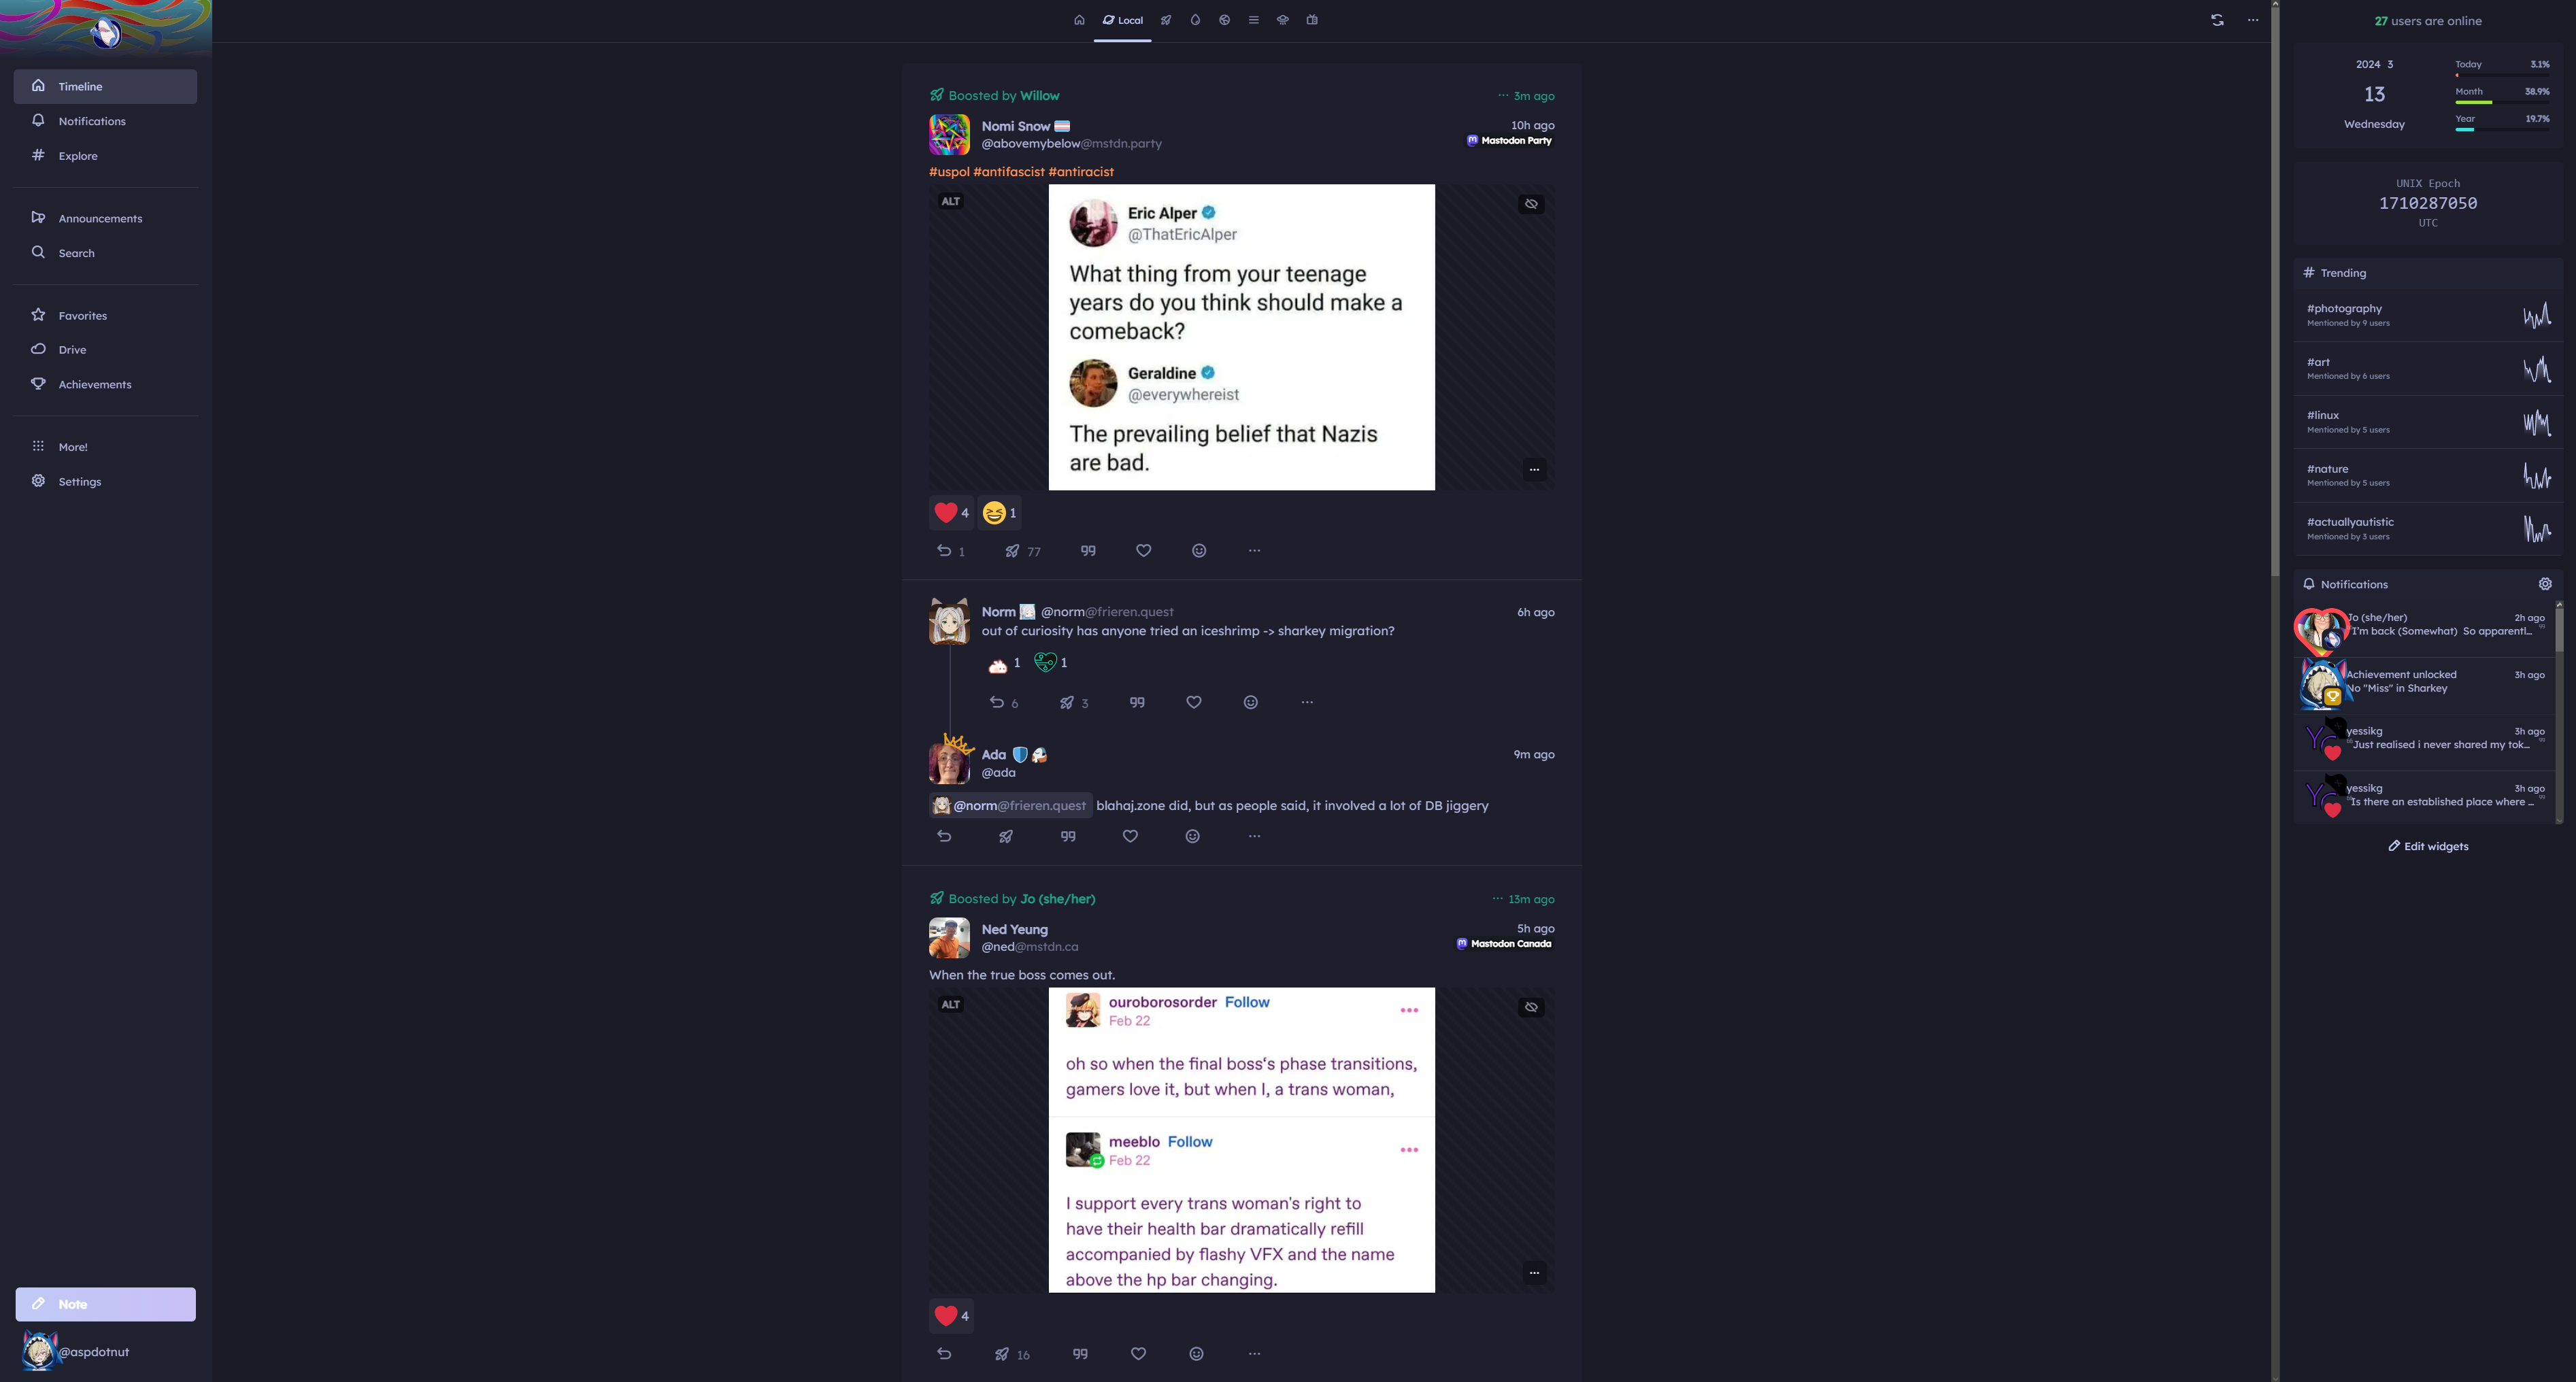 Timeline
Notifications
Explore
Announcements
Search
Favorites
Drive
Achievements
More!
Settings
Note
@aspdotnut
Local
Boosted by Willow
··· 3m ago
Nomi Snow
10h ago
@abovemybelow@mstdn.party
Mastodon Party
#uspol #antifascist #antiracist
ALT
Eric Alper
@ThatEricAlper
What thing from your teenage
years do you think should make a
comeback?
Geraldine
@everywhereist
The prevailing belief that Nazis
are bad.
4
1
1
77
Norm @norm@frieren.quest
6h ago
out of curiosity has anyone tried an iceshrimp -> sharkey migration?
1
1
6
3
Ada
9m ago
@ada
@norm@frieren.quest blahaj.zone did, but as people said, it involved a lot of DB jiggery
Boosted by Jo (she/her)
··· 13m ago
Ned Yeung
5h ago
@ned@mstdn.ca
Mastodon Canada
When the true boss comes out.
ALT
ouroborosorder Follow
Feb 22
oh so when the final boss‘s phase transitions,
gamers love it, but when I, a trans woman,
meeblo Follow
Feb 22
I support every trans woman's right to
have their health bar dramatically refill
accompanied by flashy VFX and the name
above the hp bar changing.
4
16
27 users are online
2024 3
13
Wednesday
Today 3.1%
Month 38.9%
Year 19.7%
UNIX Epoch
1710287050
UTC
Trending
#photography
Mentioned by 9 users
#art
Mentioned by 6 users
#linux
Mentioned by 5 users
#nature
Mentioned by 5 users
#actuallyautistic
Mentioned by 3 users
Notifications
Jo (she/her) 2h ago
I'm back (Somewhat) So apparentl...
Achievement unlocked 3h ago
No "Miss" in Sharkey
yessikg 3h ago
Just realised i never shared my tok...
yessikg 3h ago
Is there an established place where ...
Edit widgets